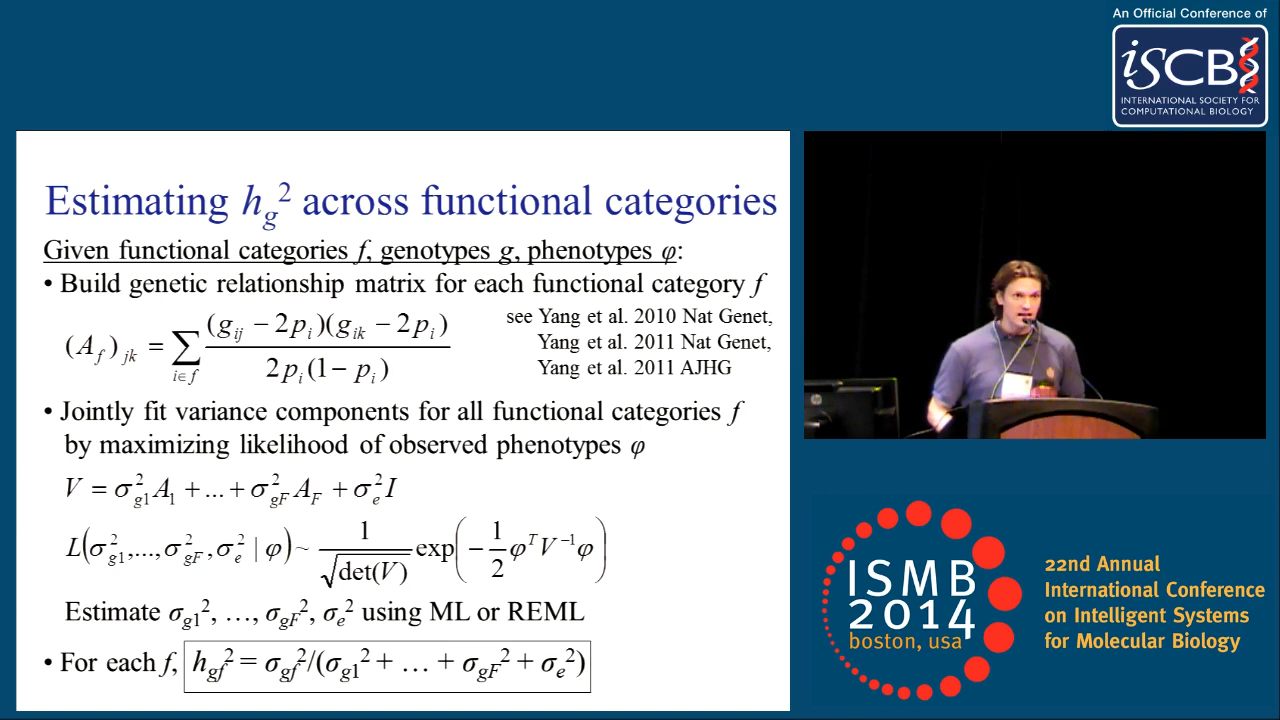 An Official Conference of
iSCB
INTERNATIONAL SOCIETY FOR
COMPUTATIONAL BIOLOGY
Estimating h_g² across functional categories
Given functional categories f, genotypes g, phenotypes φ:
• Build genetic relationship matrix for each functional category f
(A_f)_jk = Σ_{i∈f} (g_ij − 2p_i)(g_ik − 2p_i) / 2p_i(1− p_i)
see Yang et al. 2010 Nat Genet,
Yang et al. 2011 Nat Genet,
Yang et al. 2011 AJHG
• Jointly fit variance components for all functional categories f
by maximizing likelihood of observed phenotypes φ
V = σ²_g1 A_1 + ... + σ²_gF A_F + σ²_e I
L(σ²_g1,...,σ²_gF,σ²_e | φ) ~ 1/√det(V) exp(−1/2 φ^T V^−1 φ)
Estimate σ_g1², …, σ_gF², σ_e² using ML or REML
• For each f, h_gf² = σ_gf²/(σ_g1² + … + σ_gF² + σ_e²)
hp
ISMB
2014
boston, usa
22nd Annual
International Conference
on Intelligent Systems
for Molecular Biology